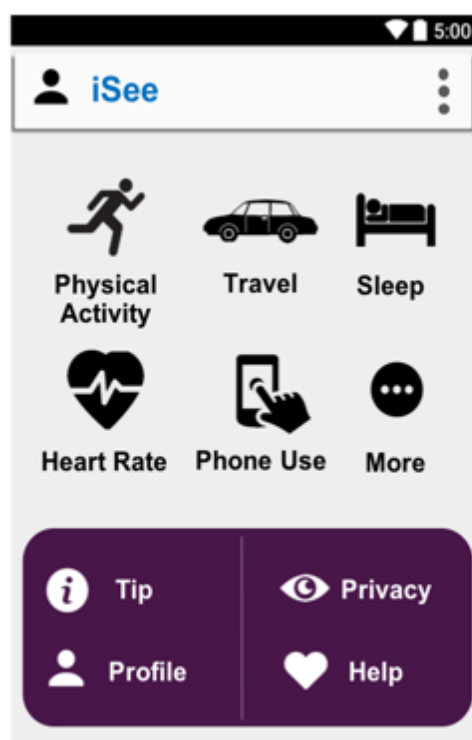 5:00
iSee
Physical
Activity
Travel
Sleep
Heart Rate
Phone Use
More
i
Tip
Privacy
Profile
Help